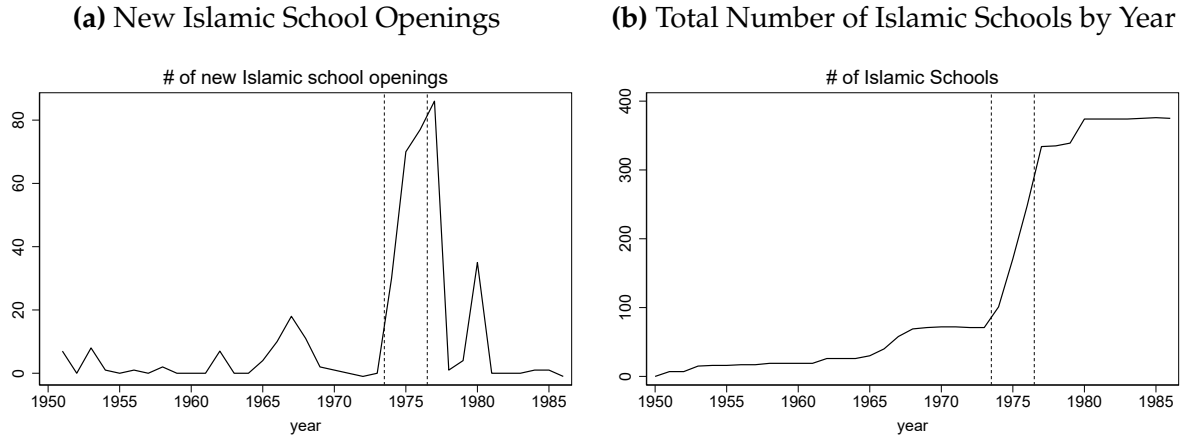 (a) New Islamic School Openings
# of new Islamic school openings
80
60
40
20
0
1950 1955 1960 1965 1970 1975 1980 1985
year
(b) Total Number of Islamic Schools by Year
# of Islamic Schools
400
300
200
100
0
1950 1955 1960 1965 1970 1975 1980 1985
year